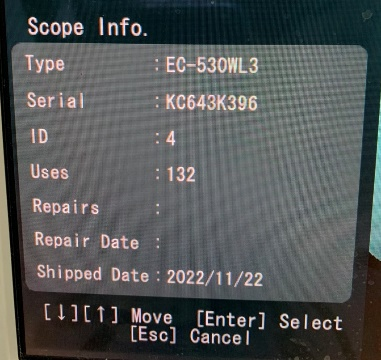 Scope Info.
Type : EC-530WL3
Serial : KC643K396
ID : 4
Uses : 132
Repairs :
Repair Date :
Shipped Date : 2022/11/22
[↓][↑] Move [Enter] Select
[Esc] Cancel